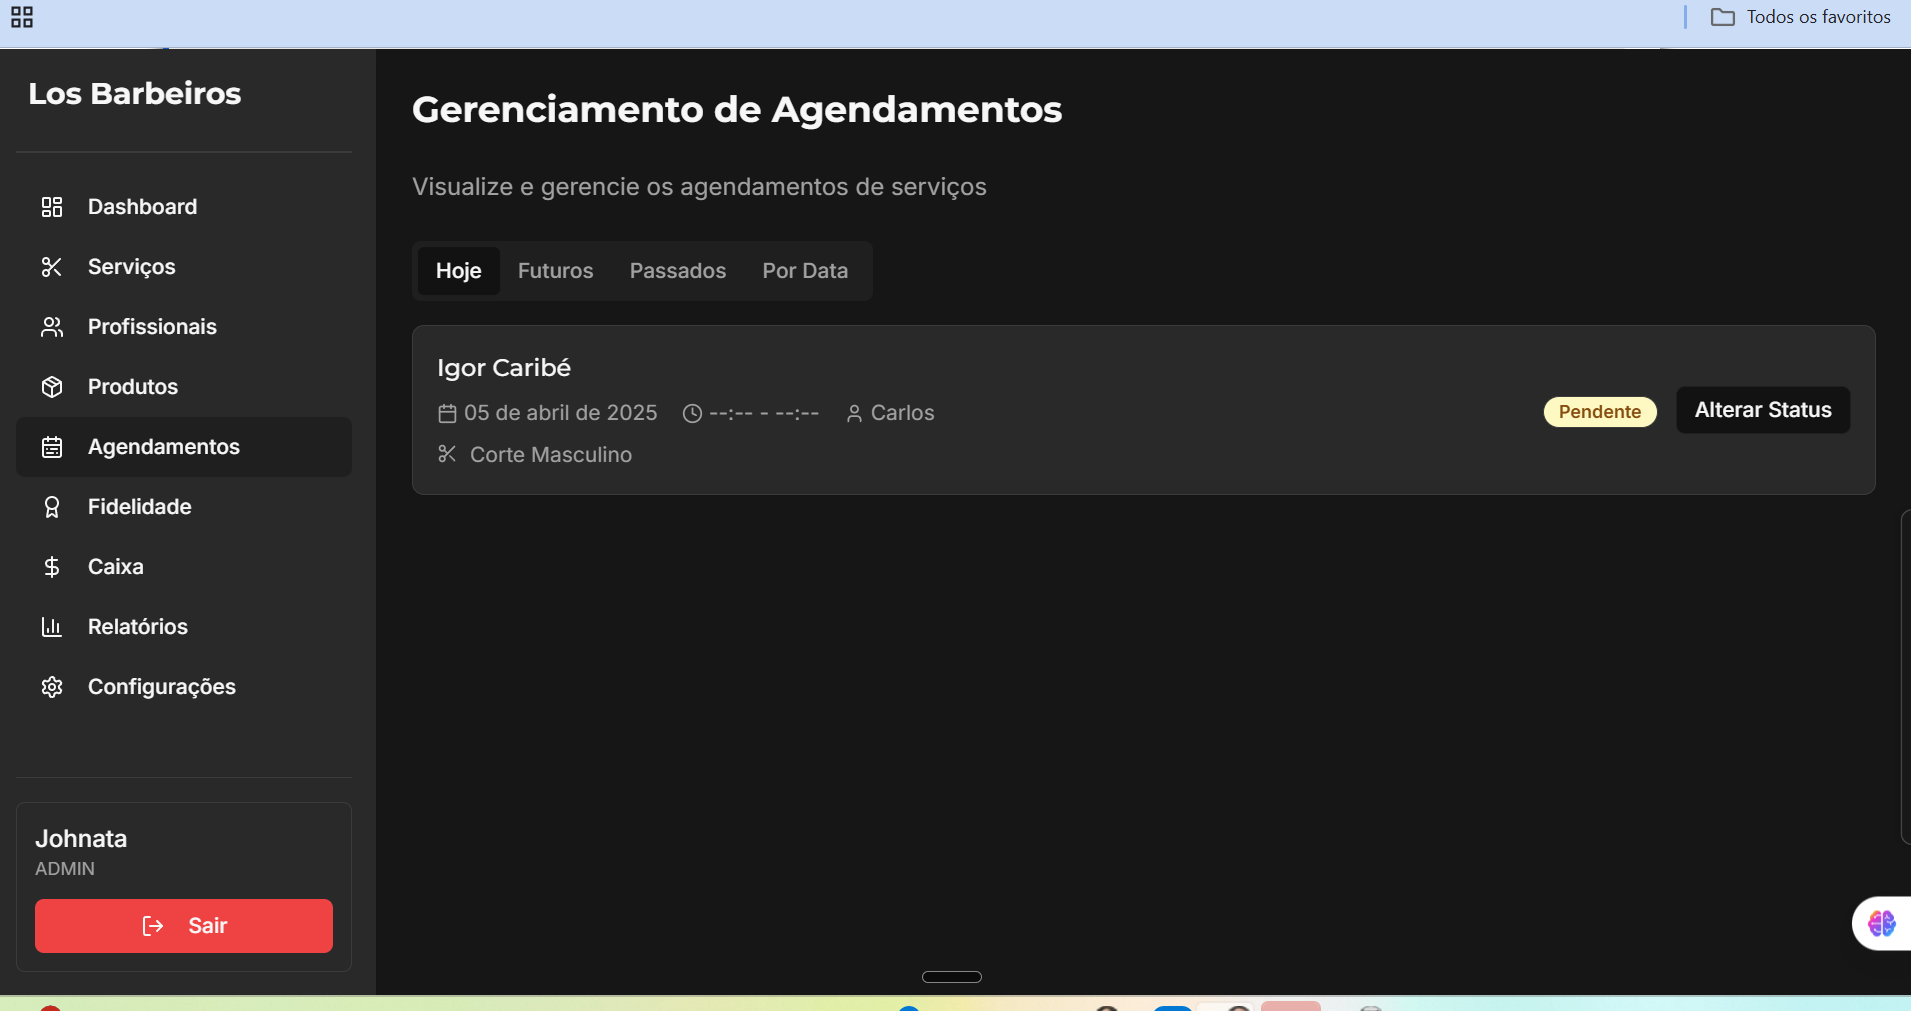 Todos os favoritos
Los Barbeiros
Dashboard
Serviços
Profissionais
Produtos
Agendamentos
Fidelidade
Caixa
Relatórios
Configurações
Johnata
ADMIN
Sair
Gerenciamento de Agendamentos
Visualize e gerencie os agendamentos de serviços
Hoje Futuros Passados Por Data
Igor Caribé
05 de abril de 2025 --:-- - --:-- Carlos
Corte Masculino
Pendente Alterar Status